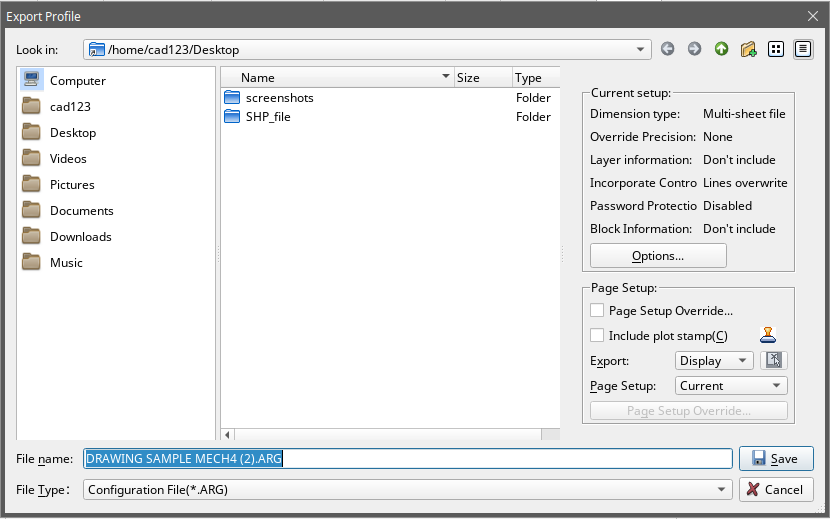 Export Profile
Look in: /home/cad123/Desktop
Computer
cad123
Desktop
Videos
Pictures
Documents
Downloads
Music
Name Size Type
screenshots Folder
SHP_file Folder
Current setup:
Dimension type: Multi-sheet file
Override Precision: None
Layer information: Don't include
Incorporate Contro Lines overwrite
Password Protectio Disabled
Block Information: Don't include
Options...
Page Setup:
Page Setup Override...
Include plot stamp(C)
Export: Display
Page Setup: Current
Page Setup Override...
File name: DRAWING SAMPLE MECH4 (2).ARG Save
File Type: Configuration File(*.ARG) Cancel